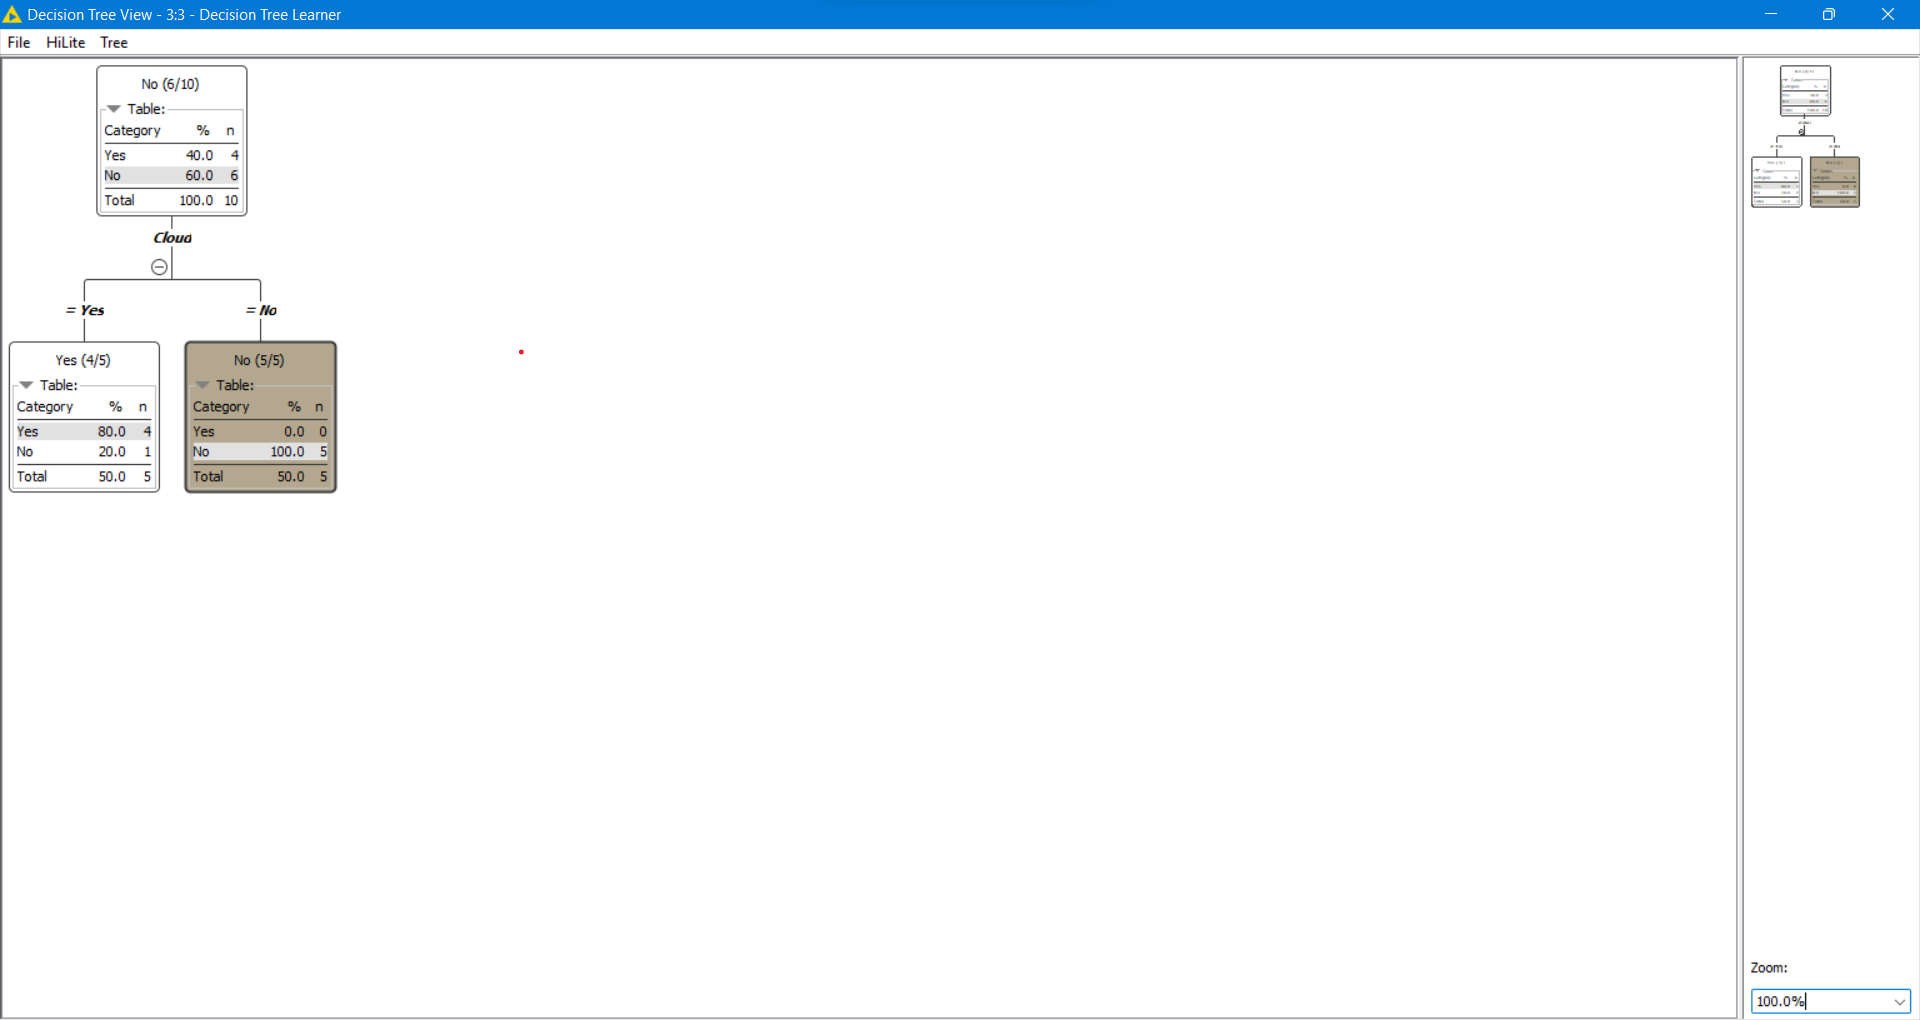 Decision Tree View - 3:3 - Decision Tree Learner
File HiLite Tree
No (6/10)
Table:
Category % n
Yes 40.0 4
No 60.0 6
Total 100.0 10
Cloud
= Yes
= No
Yes (4/5)
Table:
Category % n
Yes 80.0 4
No 20.0 1
Total 50.0 5
No (5/5)
Table:
Category % n
Yes 0.0 0
No 100.0 5
Total 50.0 5
Zoom:
100.0%